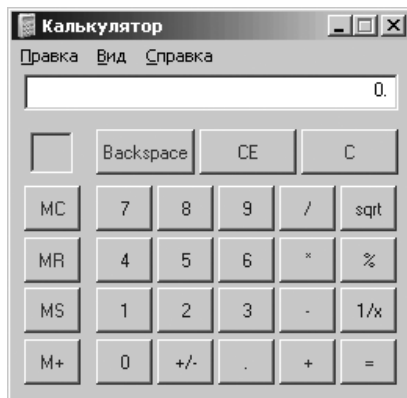 Калькулятор
Правка Вид Справка
0.
Backspace CE C
MC 7 8 9 / sqrt
MR 4 5 6 * %
MS 1 2 3 - 1/x
M+ 0 +/- . + =